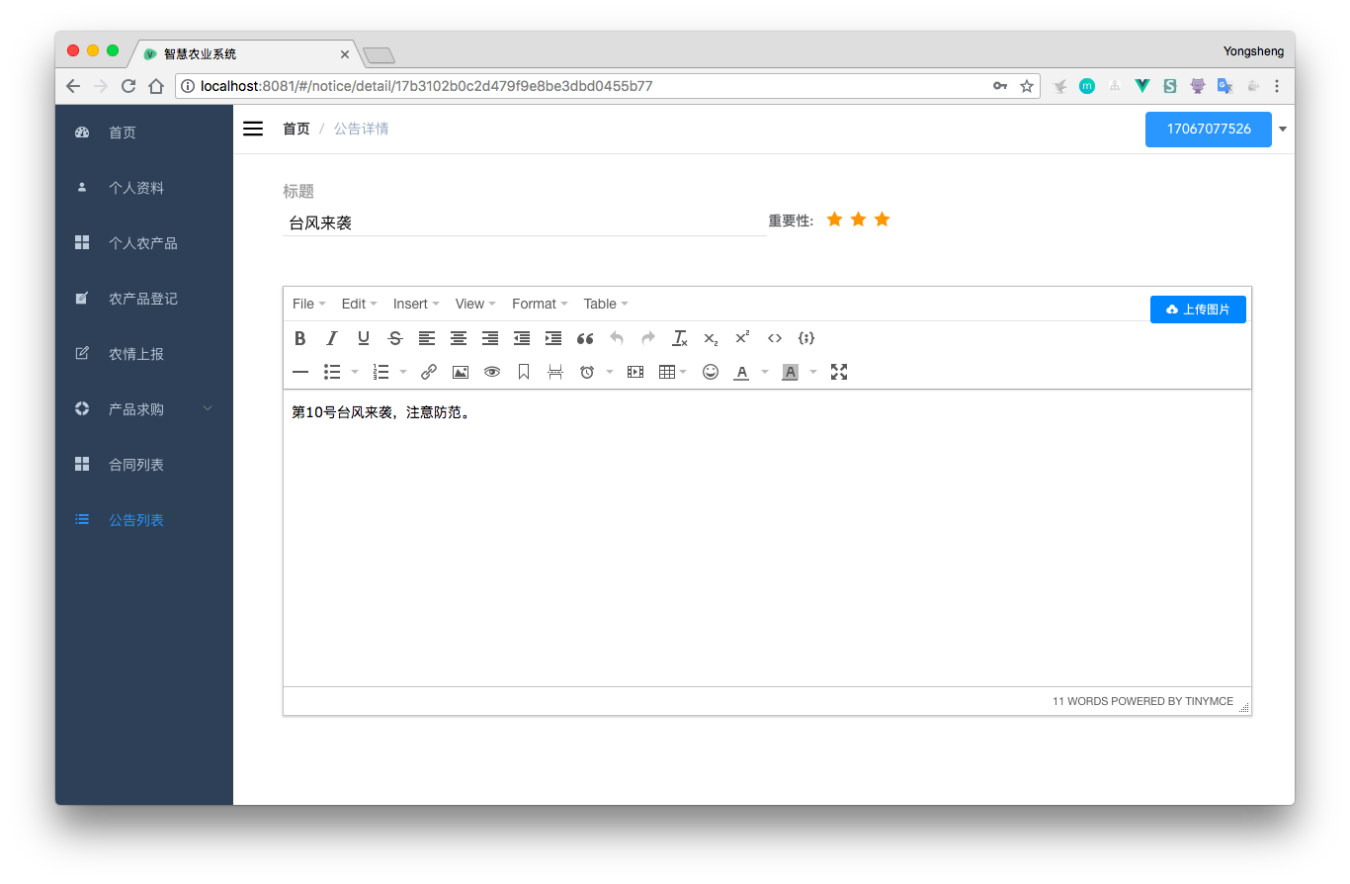 智慧农业系统
Yongsheng
localhost:8081/#/notice/detail/17b3102b0c2d479f9e8be3dbd0455b77
首页
个人资料
个人农产品
农产品登记
农情上报
产品求购
合同列表
公告列表
首页 / 公告详情
17067077526
标题
台风来袭
重要性:
File Edit Insert View Format Table
上传图片
第10号台风来袭，注意防范。
11 WORDS POWERED BY TINYMCE